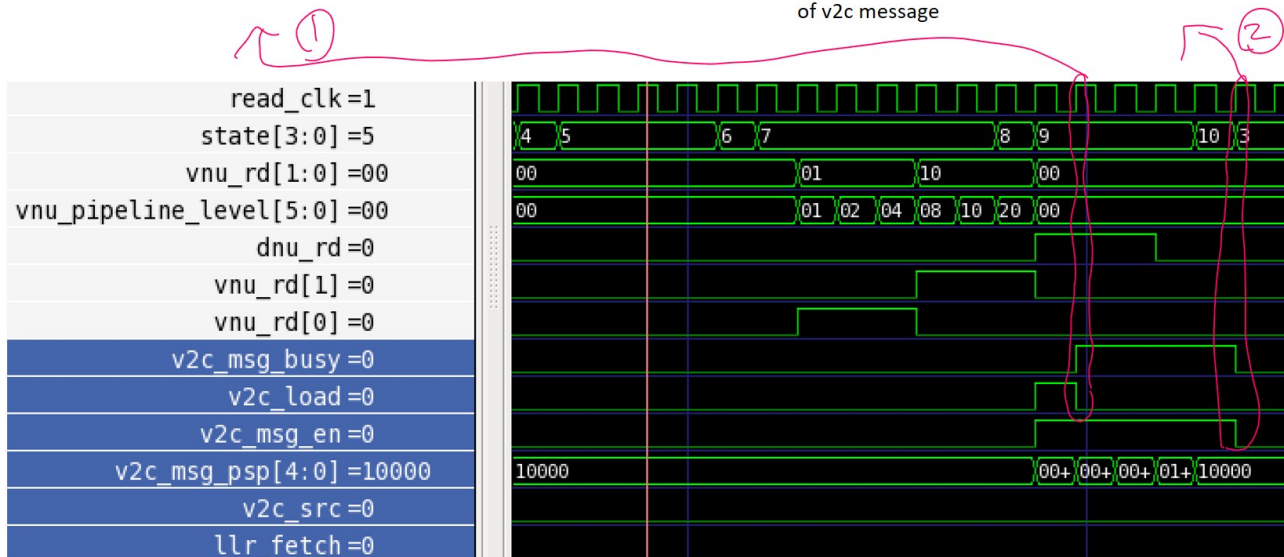 of v2c message
1
2
read_clk=1
state[3:0]=5 4 5 6 7 8 9 10 3
vnu_rd[1:0]=00 00 01 10 00
vnu_pipeline_level[5:0]=00 00 01 02 04 08 10 20 00
dnu_rd=0
vnu_rd[1]=0
vnu_rd[0]=0
v2c_msg_busy=0
v2c_load=0
v2c_msg_en=0
v2c_msg_psp[4:0]=10000 10000 00+ 00+ 00+ 01+ 10000
v2c_src=0
llr_fetch=0